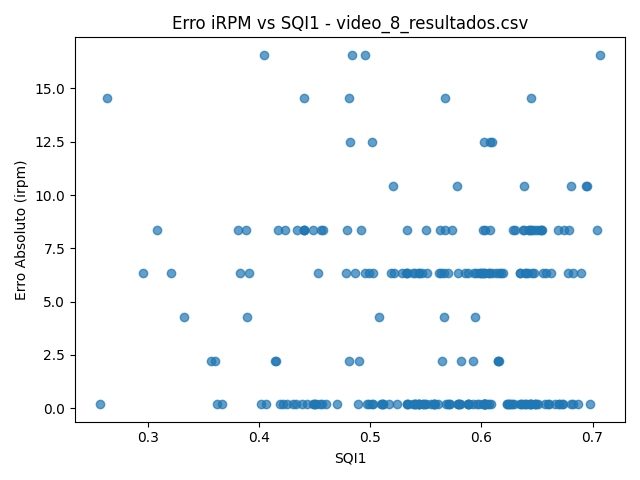 Erro iRPM vs SQI1 - video_8_resultados.csv
Erro Absoluto (irpm)
15.0
12.5
10.0
7.5
5.0
2.5
0.0
0.3 0.4 0.5 0.6 0.7
SQI1